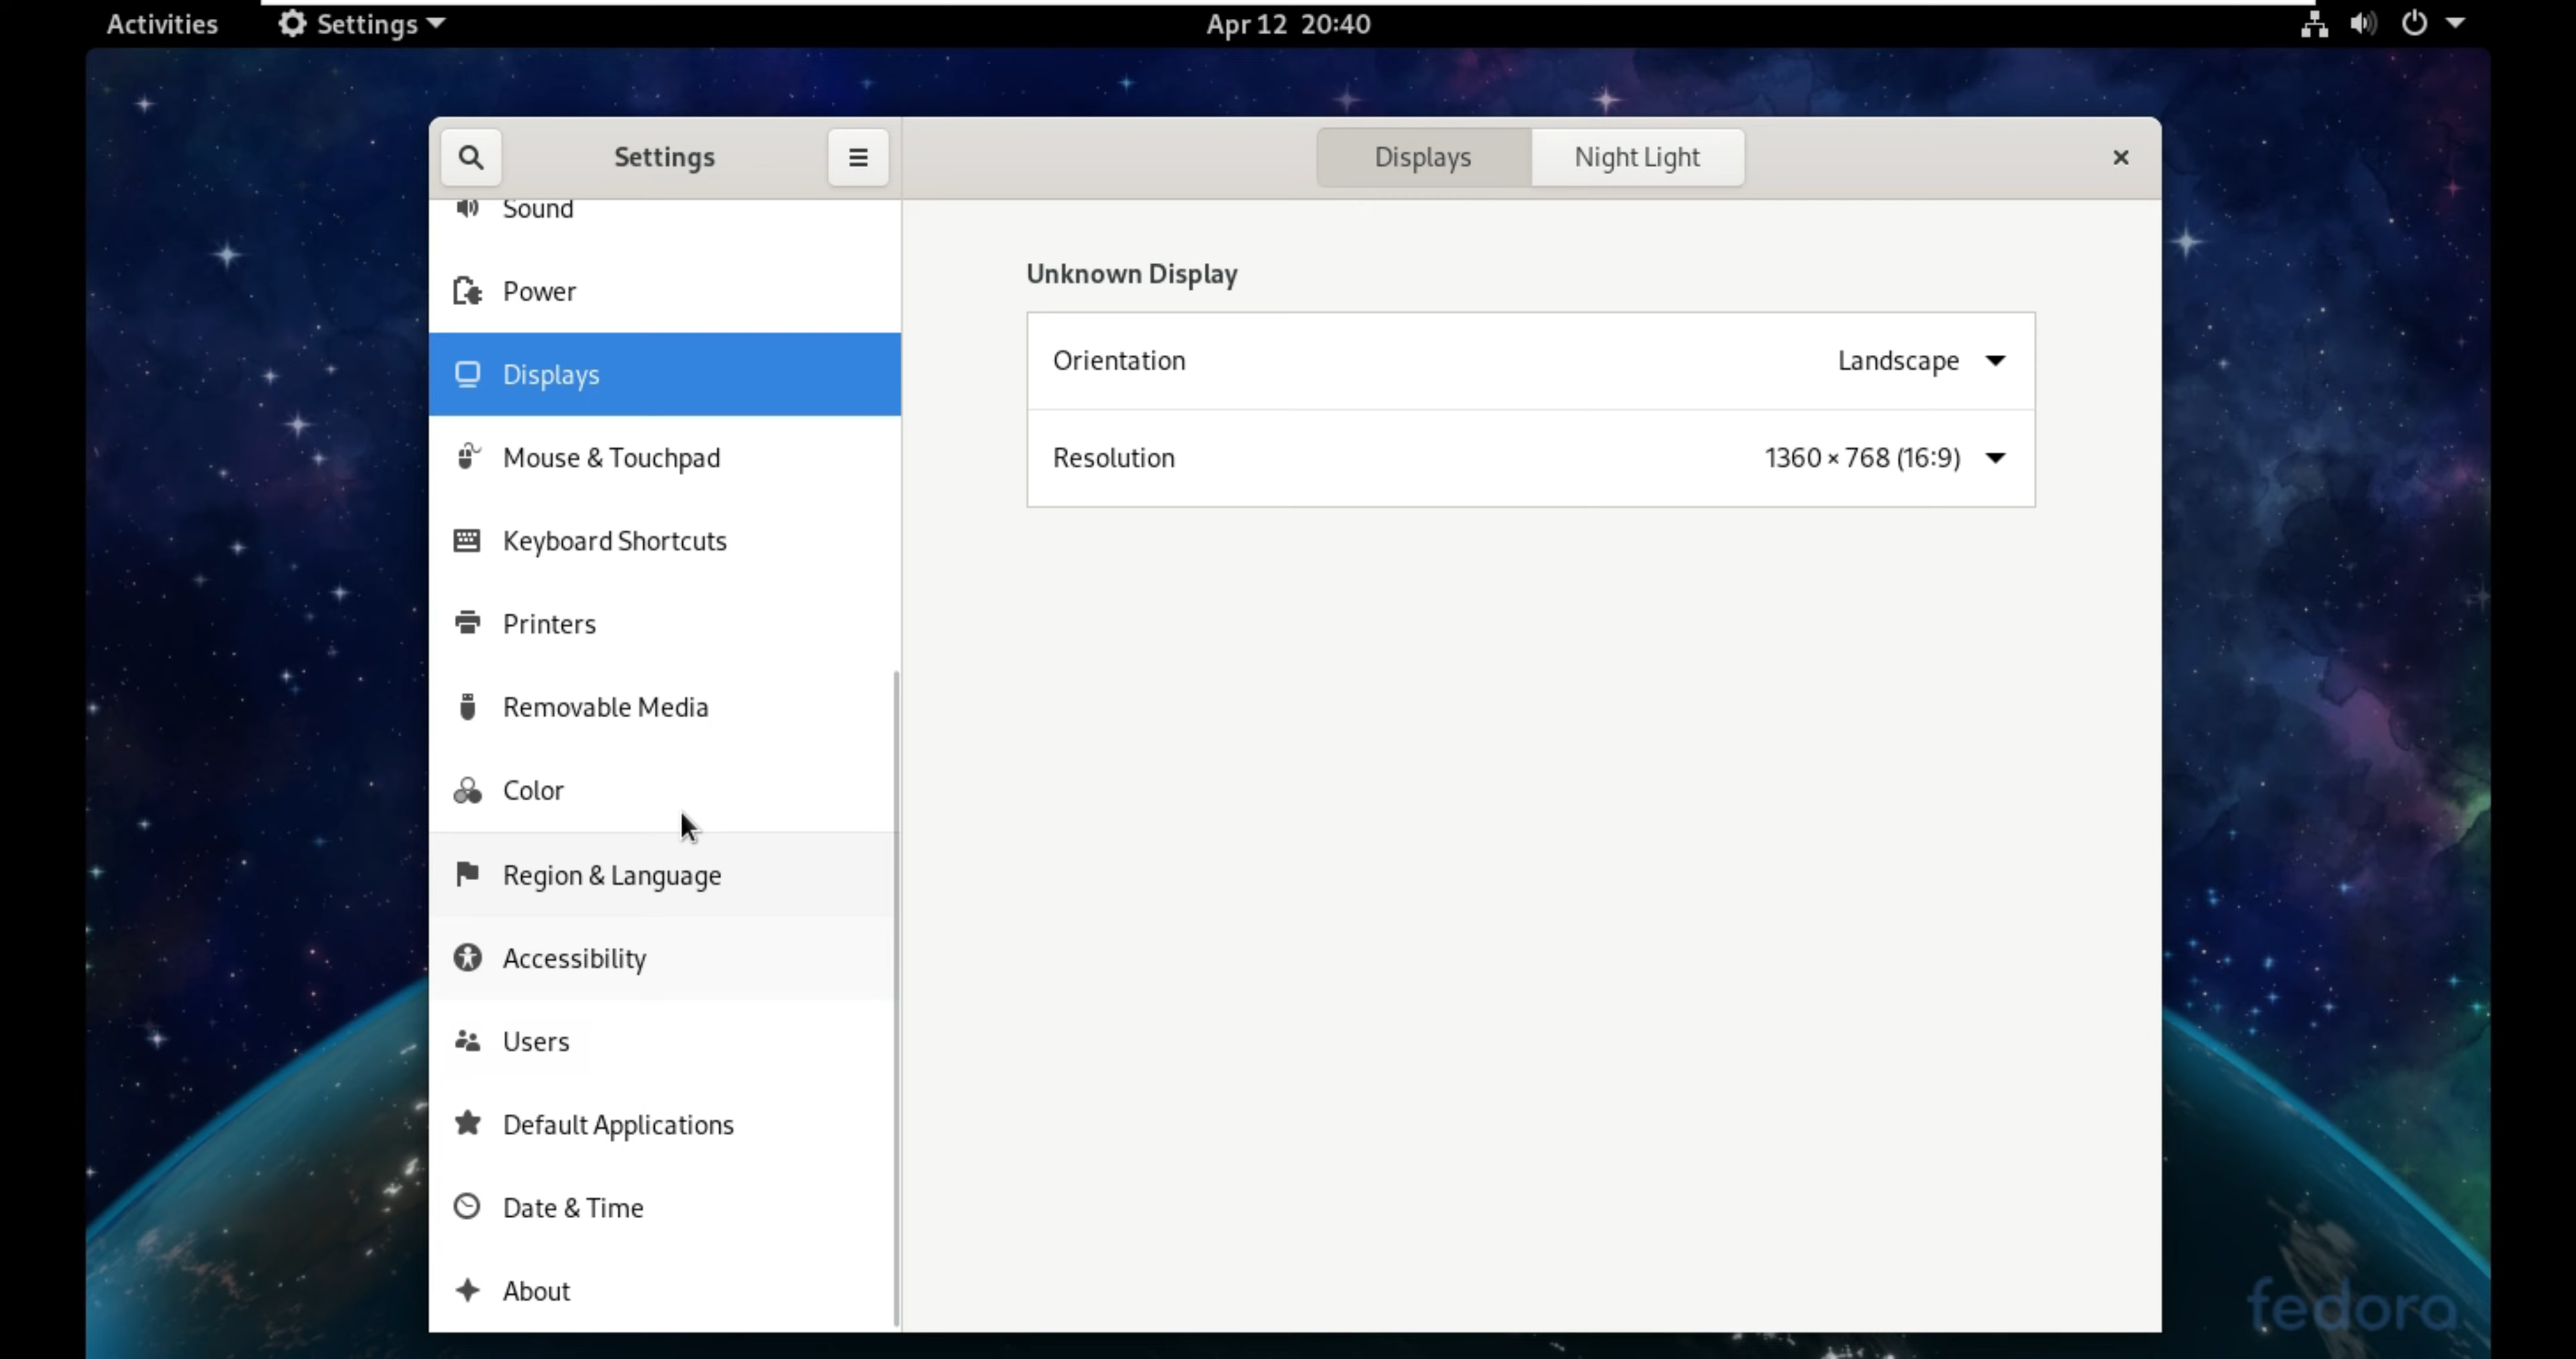 Activities
Settings
Apr 12 20:40
Settings
Displays
Night Light
Sound
Power
Displays
Mouse & Touchpad
Keyboard Shortcuts
Printers
Removable Media
Color
Region & Language
Accessibility
Users
Default Applications
Date & Time
About
Unknown Display
Orientation
Landscape
Resolution
1360 × 768 (16:9)
fedora